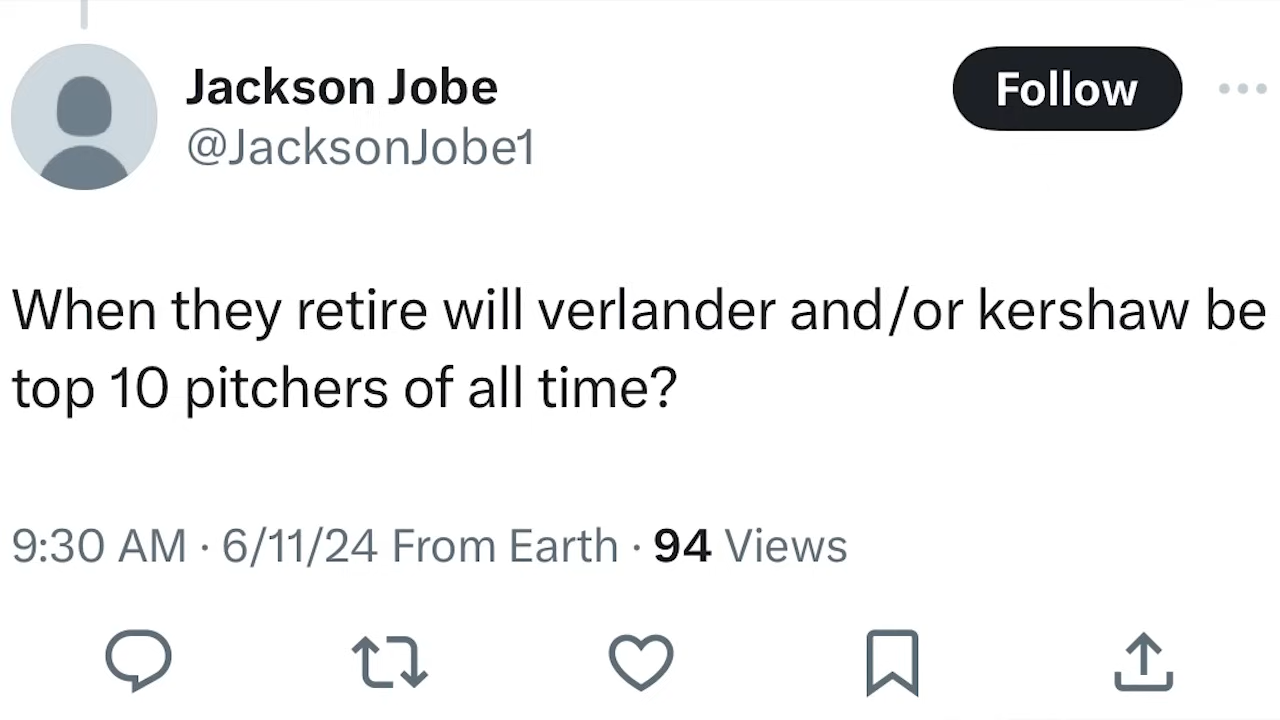 Jackson Jobe
Follow
@JacksonJobe1
When they retire will verlander and/or kershaw be
top 10 pitchers of all time?
9:30 AM · 6/11/24 From Earth · 94 Views